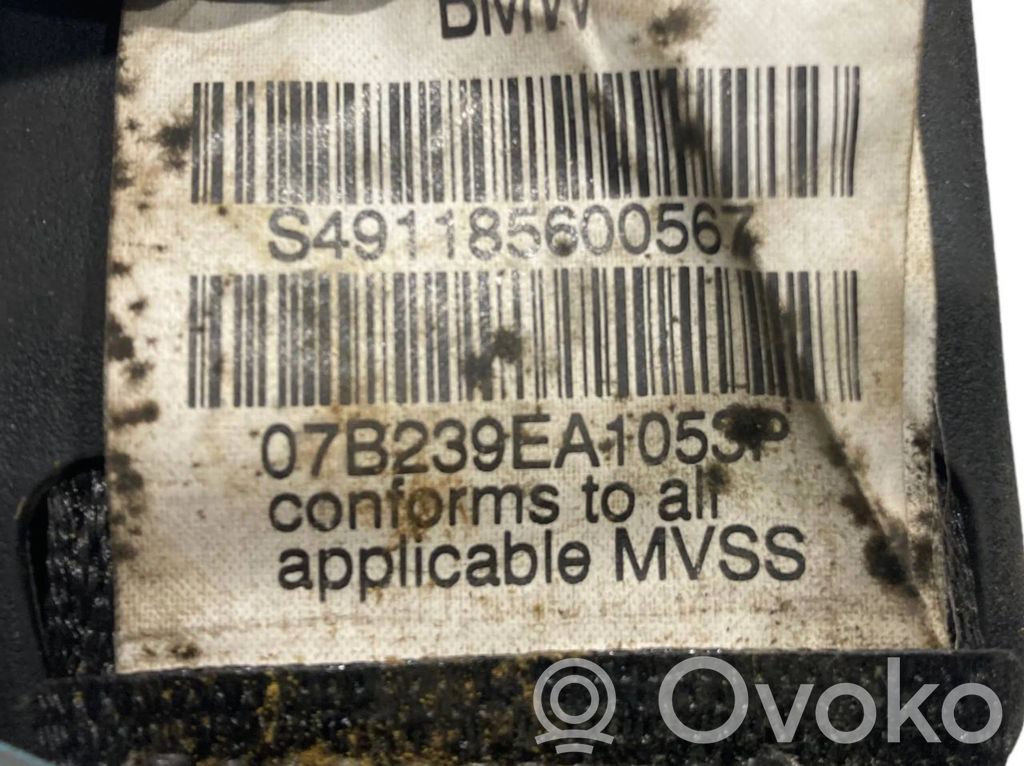 BMW
S491185600567
07B239EA1053P
conforms to all
applicable MVSS
Ovoko